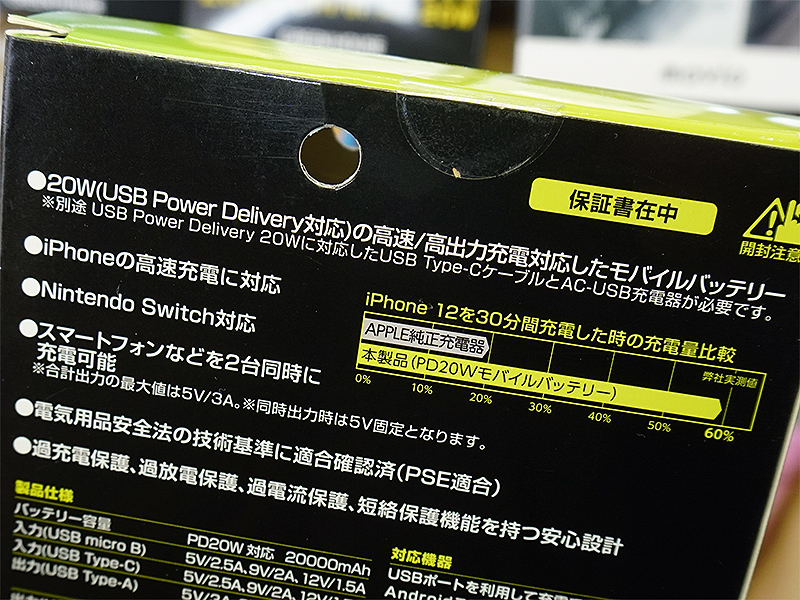 保証書在中
開封注意
●20W(USB Power Delivery対応)の高速/高出力充電対応したモバイルバッテリー
※別途 USB Power Delivery 20Wに対応したUSB Type-CケーブルとAC-USB充電器が必要です。
●iPhoneの高速充電に対応
●Nintendo Switch対応
●スマートフォンなどを2台同時に
充電可能
※合計出力の最大値は5V/3A。※同時出力時は5V固定となります。
iPhone 12を30分間充電した時の充電量比較
APPLE純正充電器
弊社実測値
本製品(PD20Wモバイルバッテリー)
0% 10% 20% 30% 40% 50% 60%
●電気用品安全法の技術基準に適合確認済(PSE適合)
●過充電保護、過放電保護、過電流保護、短絡保護機能を持つ安心設計
製品仕様
バッテリー容量 PD20W 対応 20000mAh
入力(USB micro B) 5V/2.5A,9V/2A,12V/1.5A
入力(USB Type-C) 5V/2.5A,9V/2A,12V/1.5A
出力(USB Type-A)
対応機器
USBポートを利用して充電
Android